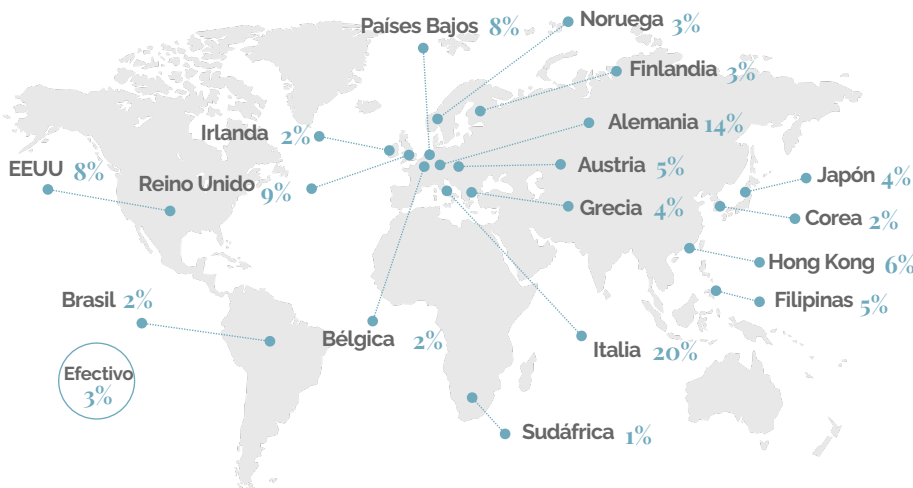 Países Bajos 8%
Noruega
3%
Finlandia 3%
Irlanda 2%
Alemania 14%
EEUU 8%
Reino Unido
9%
Austria
5%
Japón 4%
Grecia 4%
Corea 2%
Hong Kong 6%
Brasil 2%
Filipinas 5%
Bélgica 2%
Italia 20%
Efectivo
3%
Sudáfrica 1%